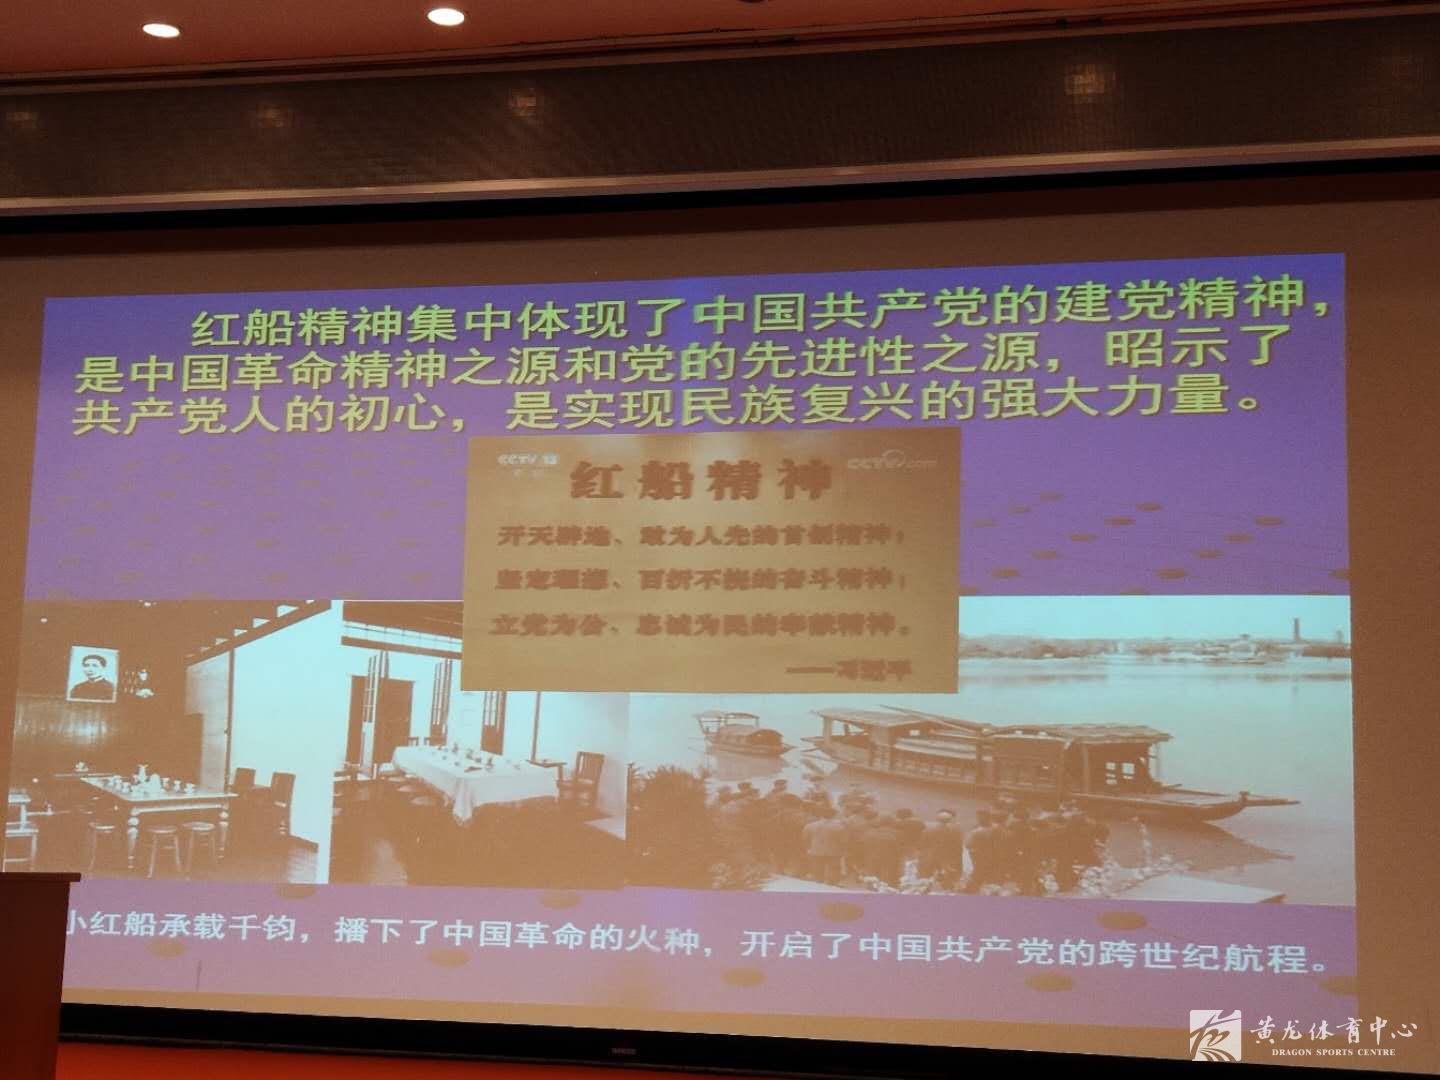 红船精神集中体现了中国共产党的建党精神，
是中国革命精神之源和党的先进性之源，昭示了
共产党人的初心，是实现民族复兴的强大力量。
CCTV 13
CCTV.com
红船精神
开天辟地、敢为人先的首创精神；
坚定理想、百折不挠的奋斗精神；
立党为公、忠诚为民的奉献精神。
——习近平
小红船承载千钧，播下了中国革命的火种，开启了中国共产党的跨世纪航程。
黄龙体育中心
DRAGON SPORTS CENTRE